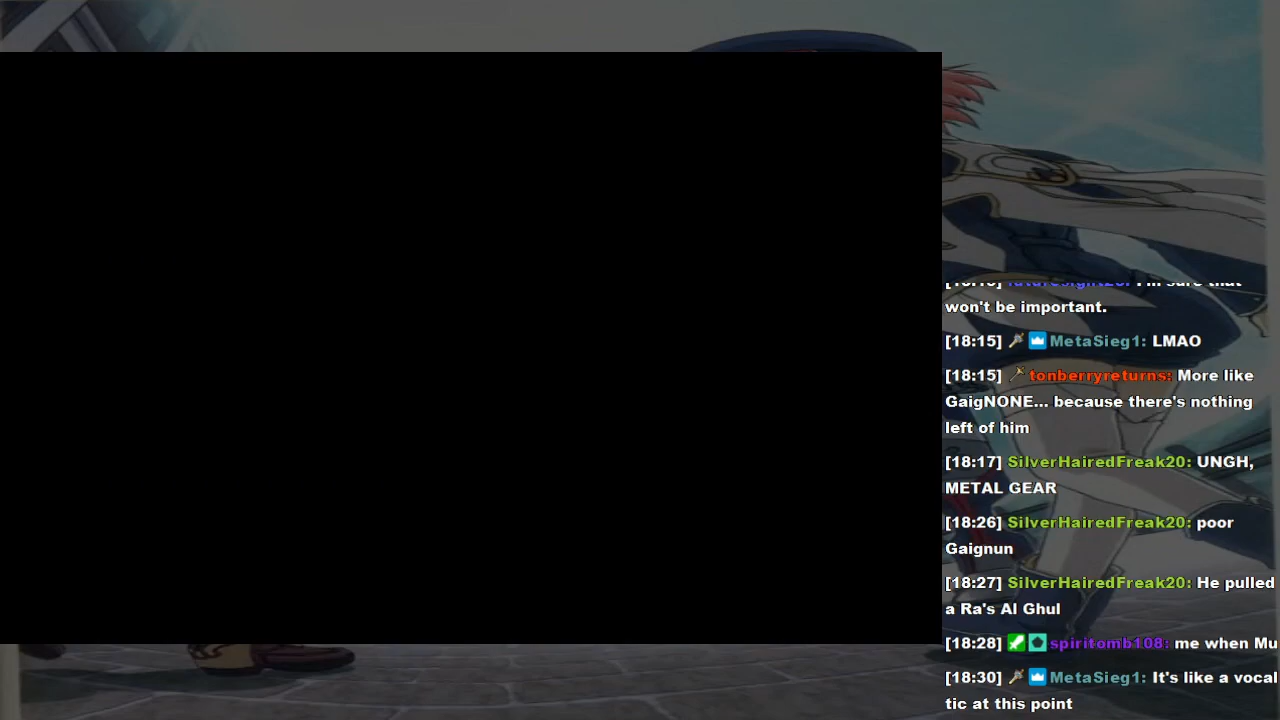 won't be important.
[18:15] MetaSieg1: LMAO
[18:15] tonberryreturns: More like
GaigNONE... because there's nothing
left of him
[18:17] SilverHairedFreak20: UNGH,
METAL GEAR
[18:26] SilverHairedFreak20: poor
Gaignun
[18:27] SilverHairedFreak20: He pulled
a Ra's Al Ghul
[18:28] spiritomb108: me when Mu
[18:30] MetaSieg1: It's like a vocal
tic at this point